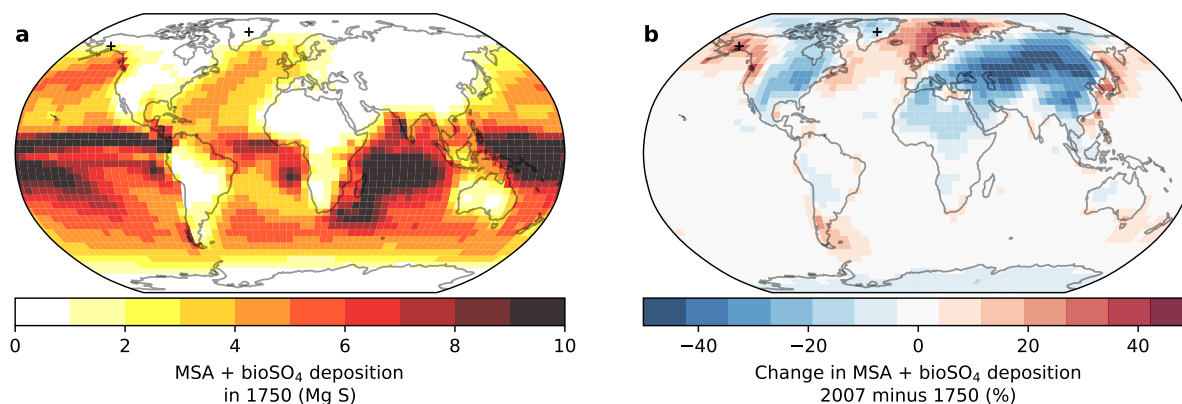 a
b
0 2 4 6 8 10
−40 −20 0 20 40
MSA + bioSO₄ deposition
in 1750 (Mg S)
Change in MSA + bioSO₄ deposition
2007 minus 1750 (%)